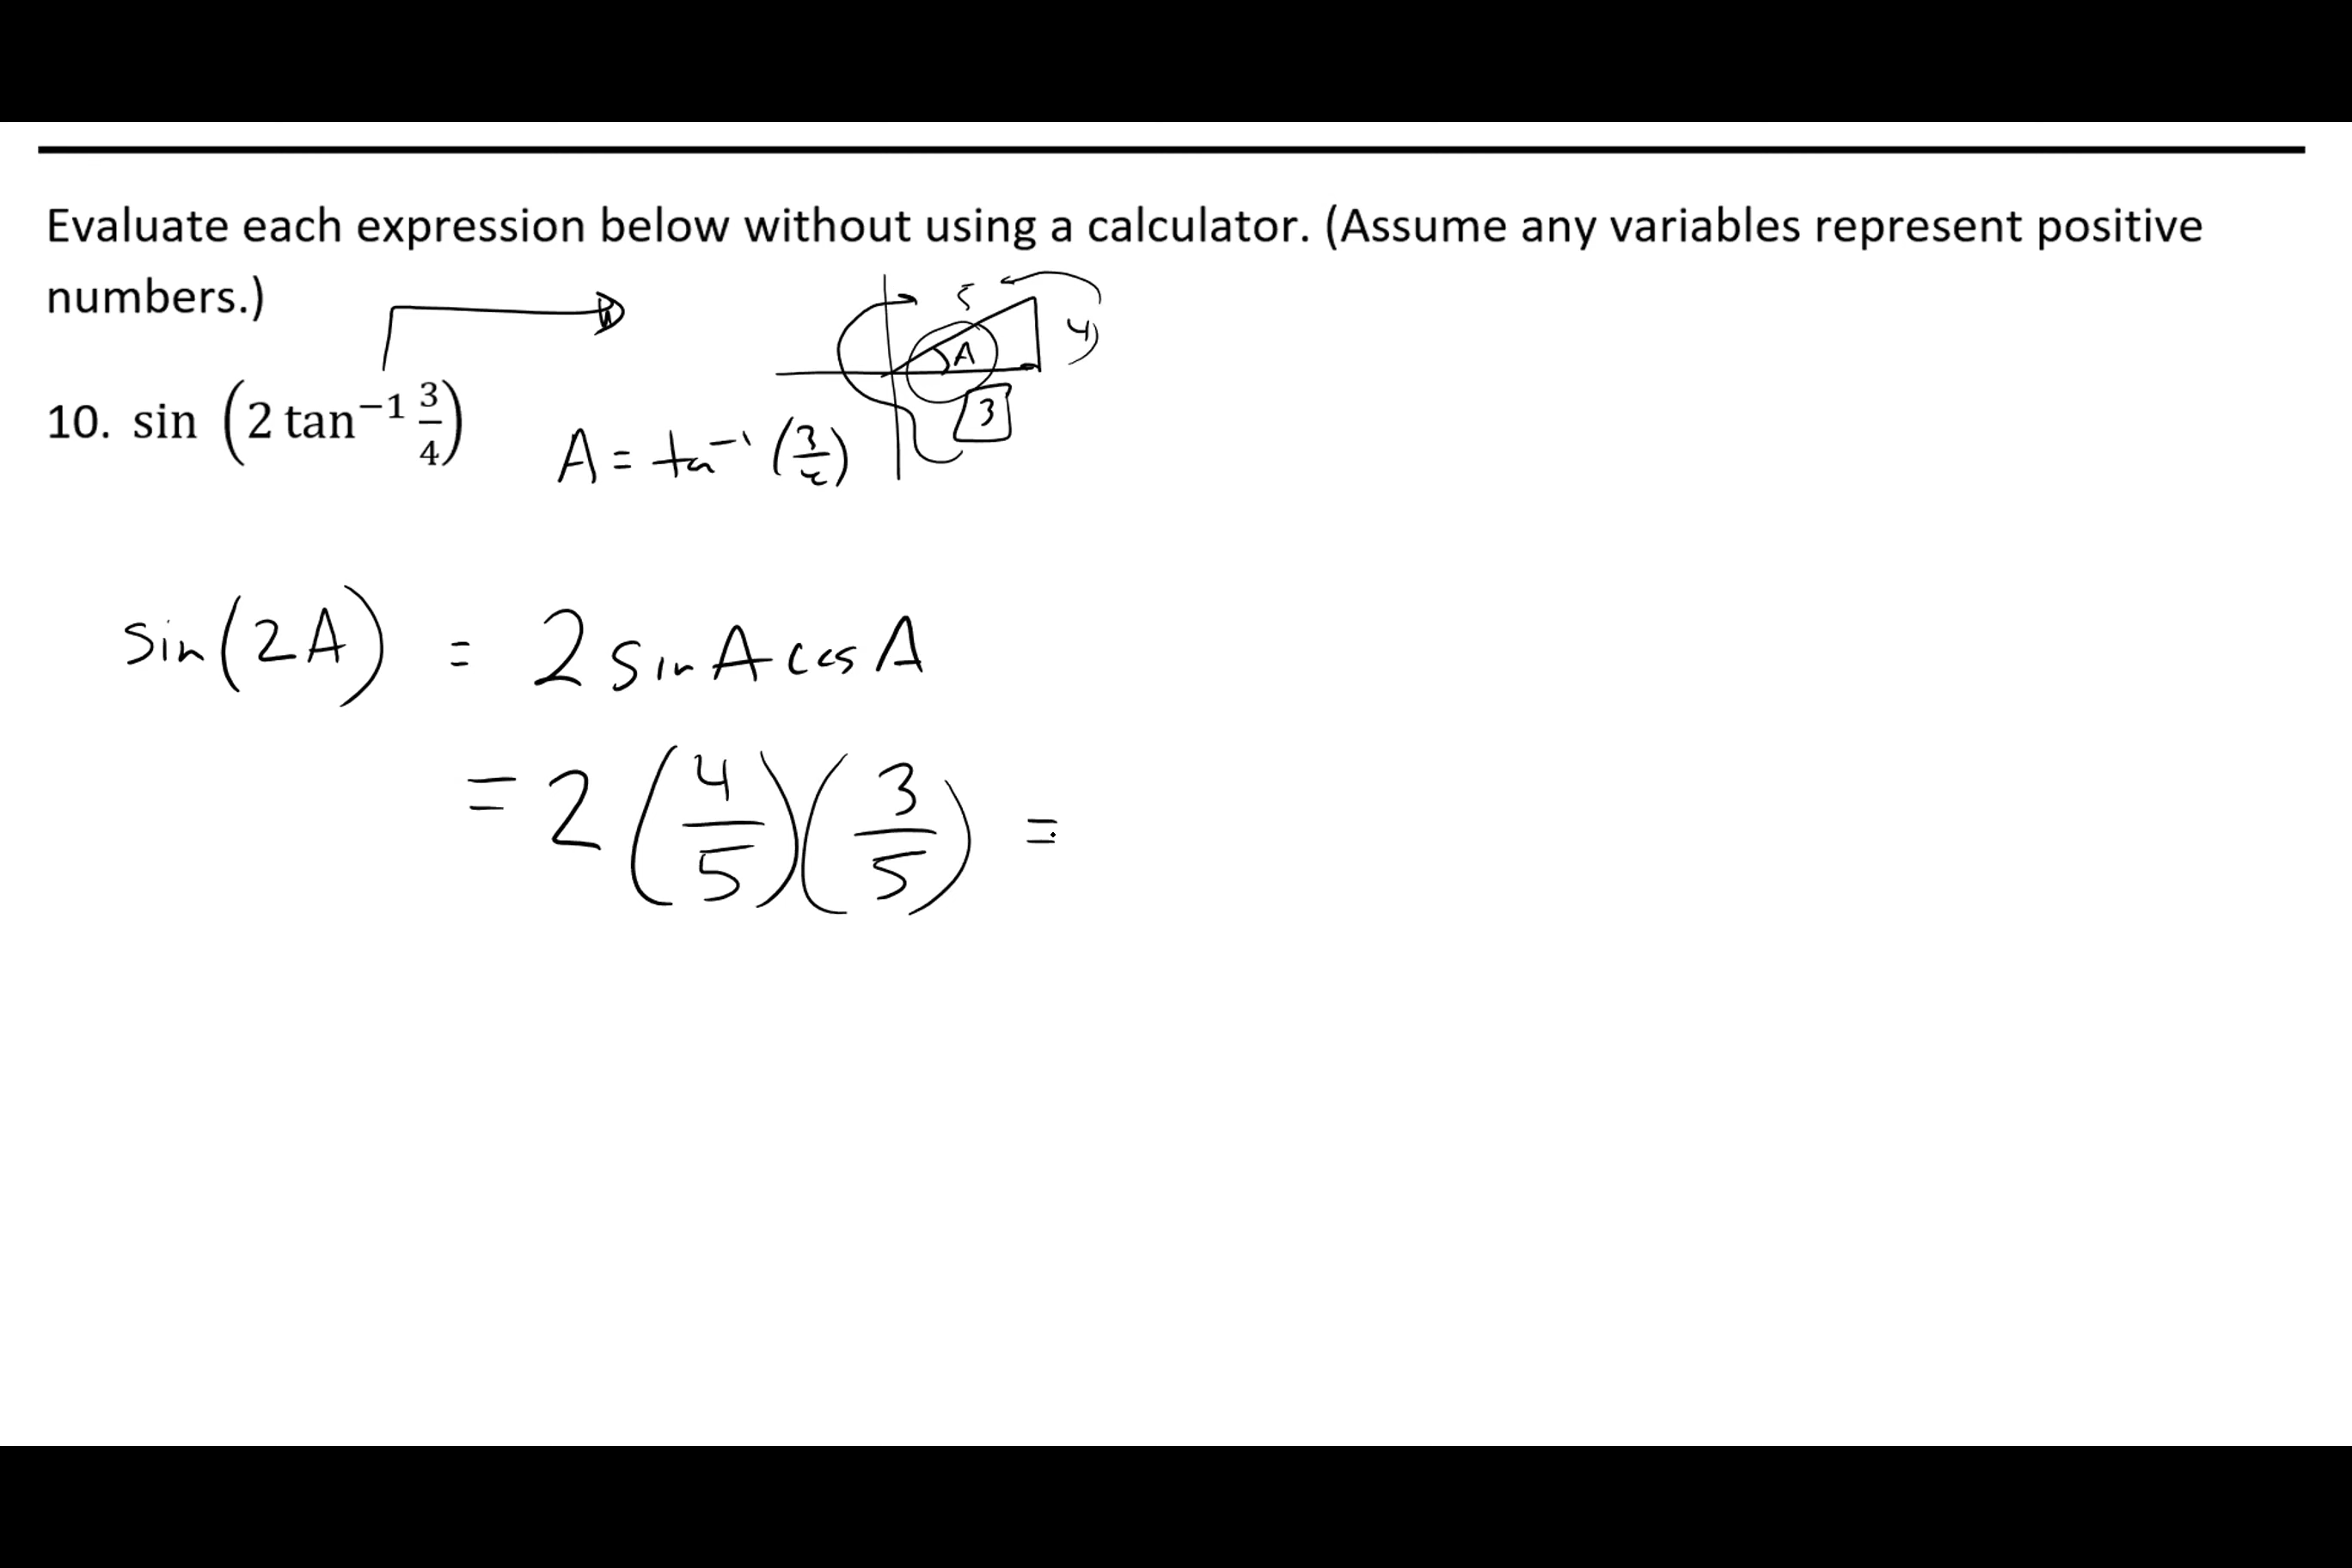 Evaluate each expression below without using a calculator. (Assume any variables represent positive
numbers.)
5
A
4
3
10. sin (2 tan⁻¹ 3/4)
A = tan⁻¹ (3/4)
sin(2A) = 2 sin A cos A
= 2 (4/5)(3/5) =